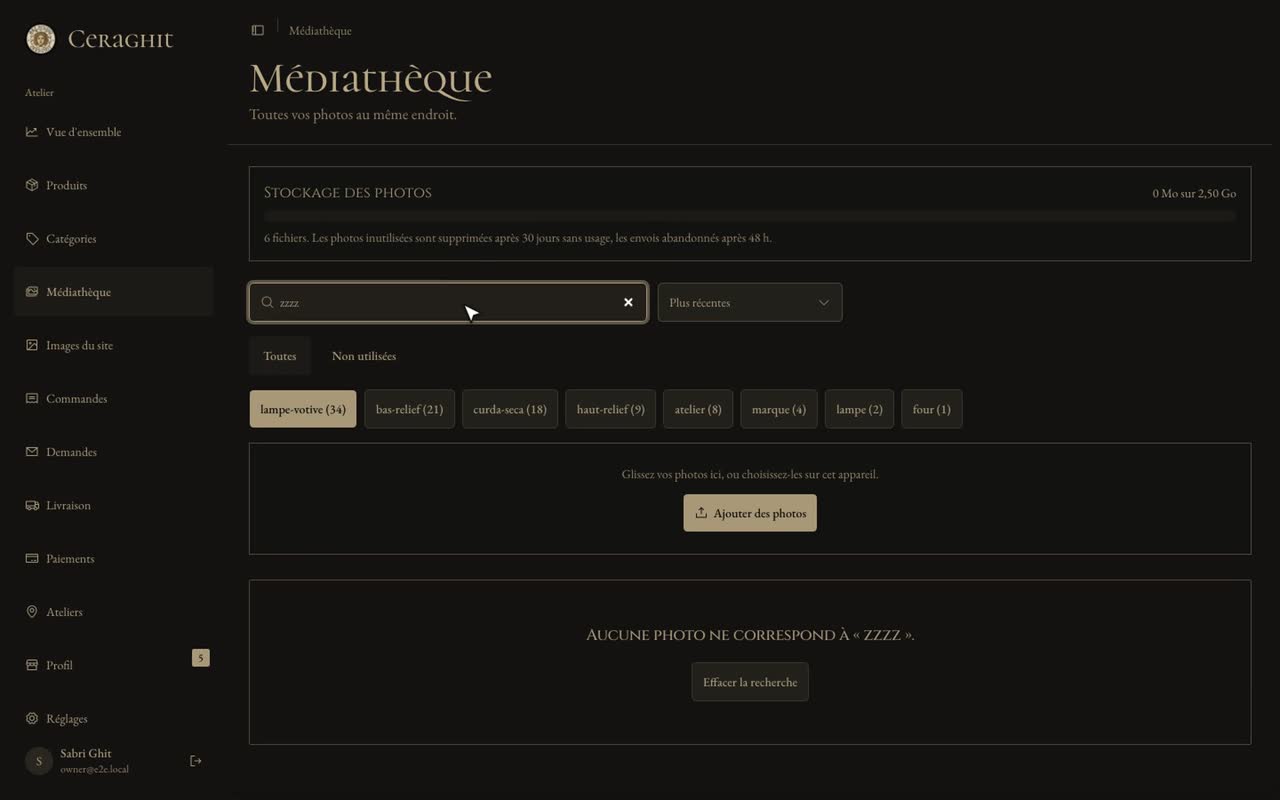 Ceraghit
Médiathèque
Médiathèque
Toutes vos photos au même endroit.
Atelier
Vue d'ensemble
Produits
Catégories
Médiathèque
Images du site
Commandes
Demandes
Livraison
Paiements
Ateliers
Profil
5
Réglages
S
Sabri Ghit
owner@e2e.local
Stockage des photos
0 Mo sur 2,50 Go
6 fichiers. Les photos inutilisées sont supprimées après 30 jours sans usage, les envois abandonnés après 48 h.
zzzz
Plus récentes
Toutes
Non utilisées
lampe-votive (34)
bas-relief (21)
curda-seca (18)
haut-relief (9)
atelier (8)
marque (4)
lampe (2)
four (1)
Glissez vos photos ici, ou choisissez-les sur cet appareil.
Ajouter des photos
Aucune photo ne correspond à « zzzz ».
Effacer la recherche